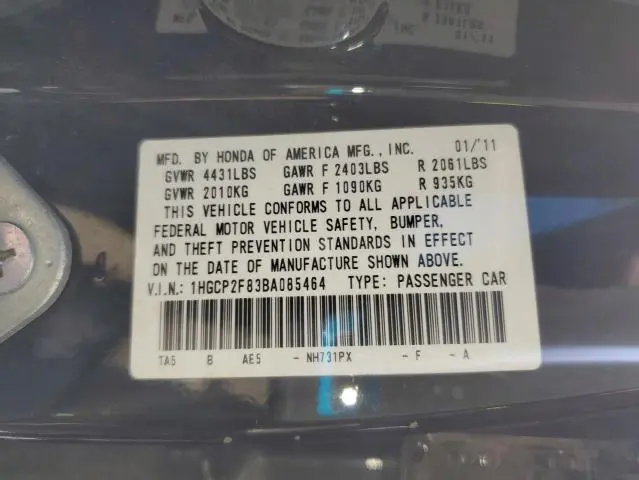 MFD. BY HONDA OF AMERICA MFG., INC. 01/'11
GVWR 4431LBS GAWR F 2403LBS R 2061LBS
GVWR 2010KG GAWR F 1090KG R 935KG
THIS VEHICLE CONFORMS TO ALL APPLICABLE
FEDERAL MOTOR VEHICLE SAFETY, BUMPER,
AND THEFT PREVENTION STANDARDS IN EFFECT
ON THE DATE OF MANUFACTURE SHOWN ABOVE.
V.I.N.: 1HGCP2F83BA085464 TYPE: PASSENGER CAR
TA5 B AE5 - NH731PX - F - A